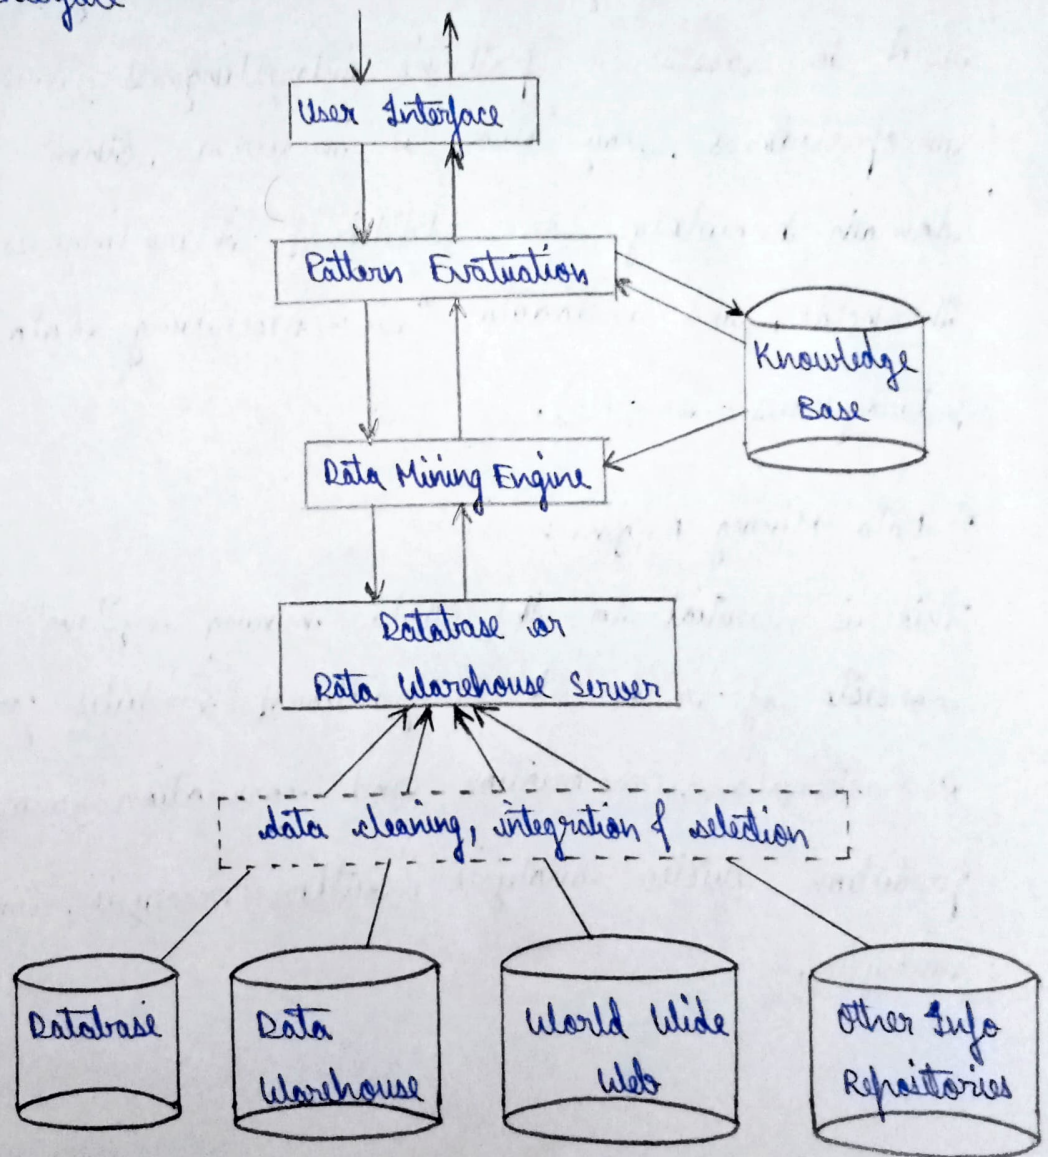 User Interface
Pattern Evaluation
Knowledge
Base
Data Mining Engine
Database or
Data Warehouse Server
data cleaning, integration & selection
Database
Data
Warehouse
World Wide
Web
Other Info
Repositories